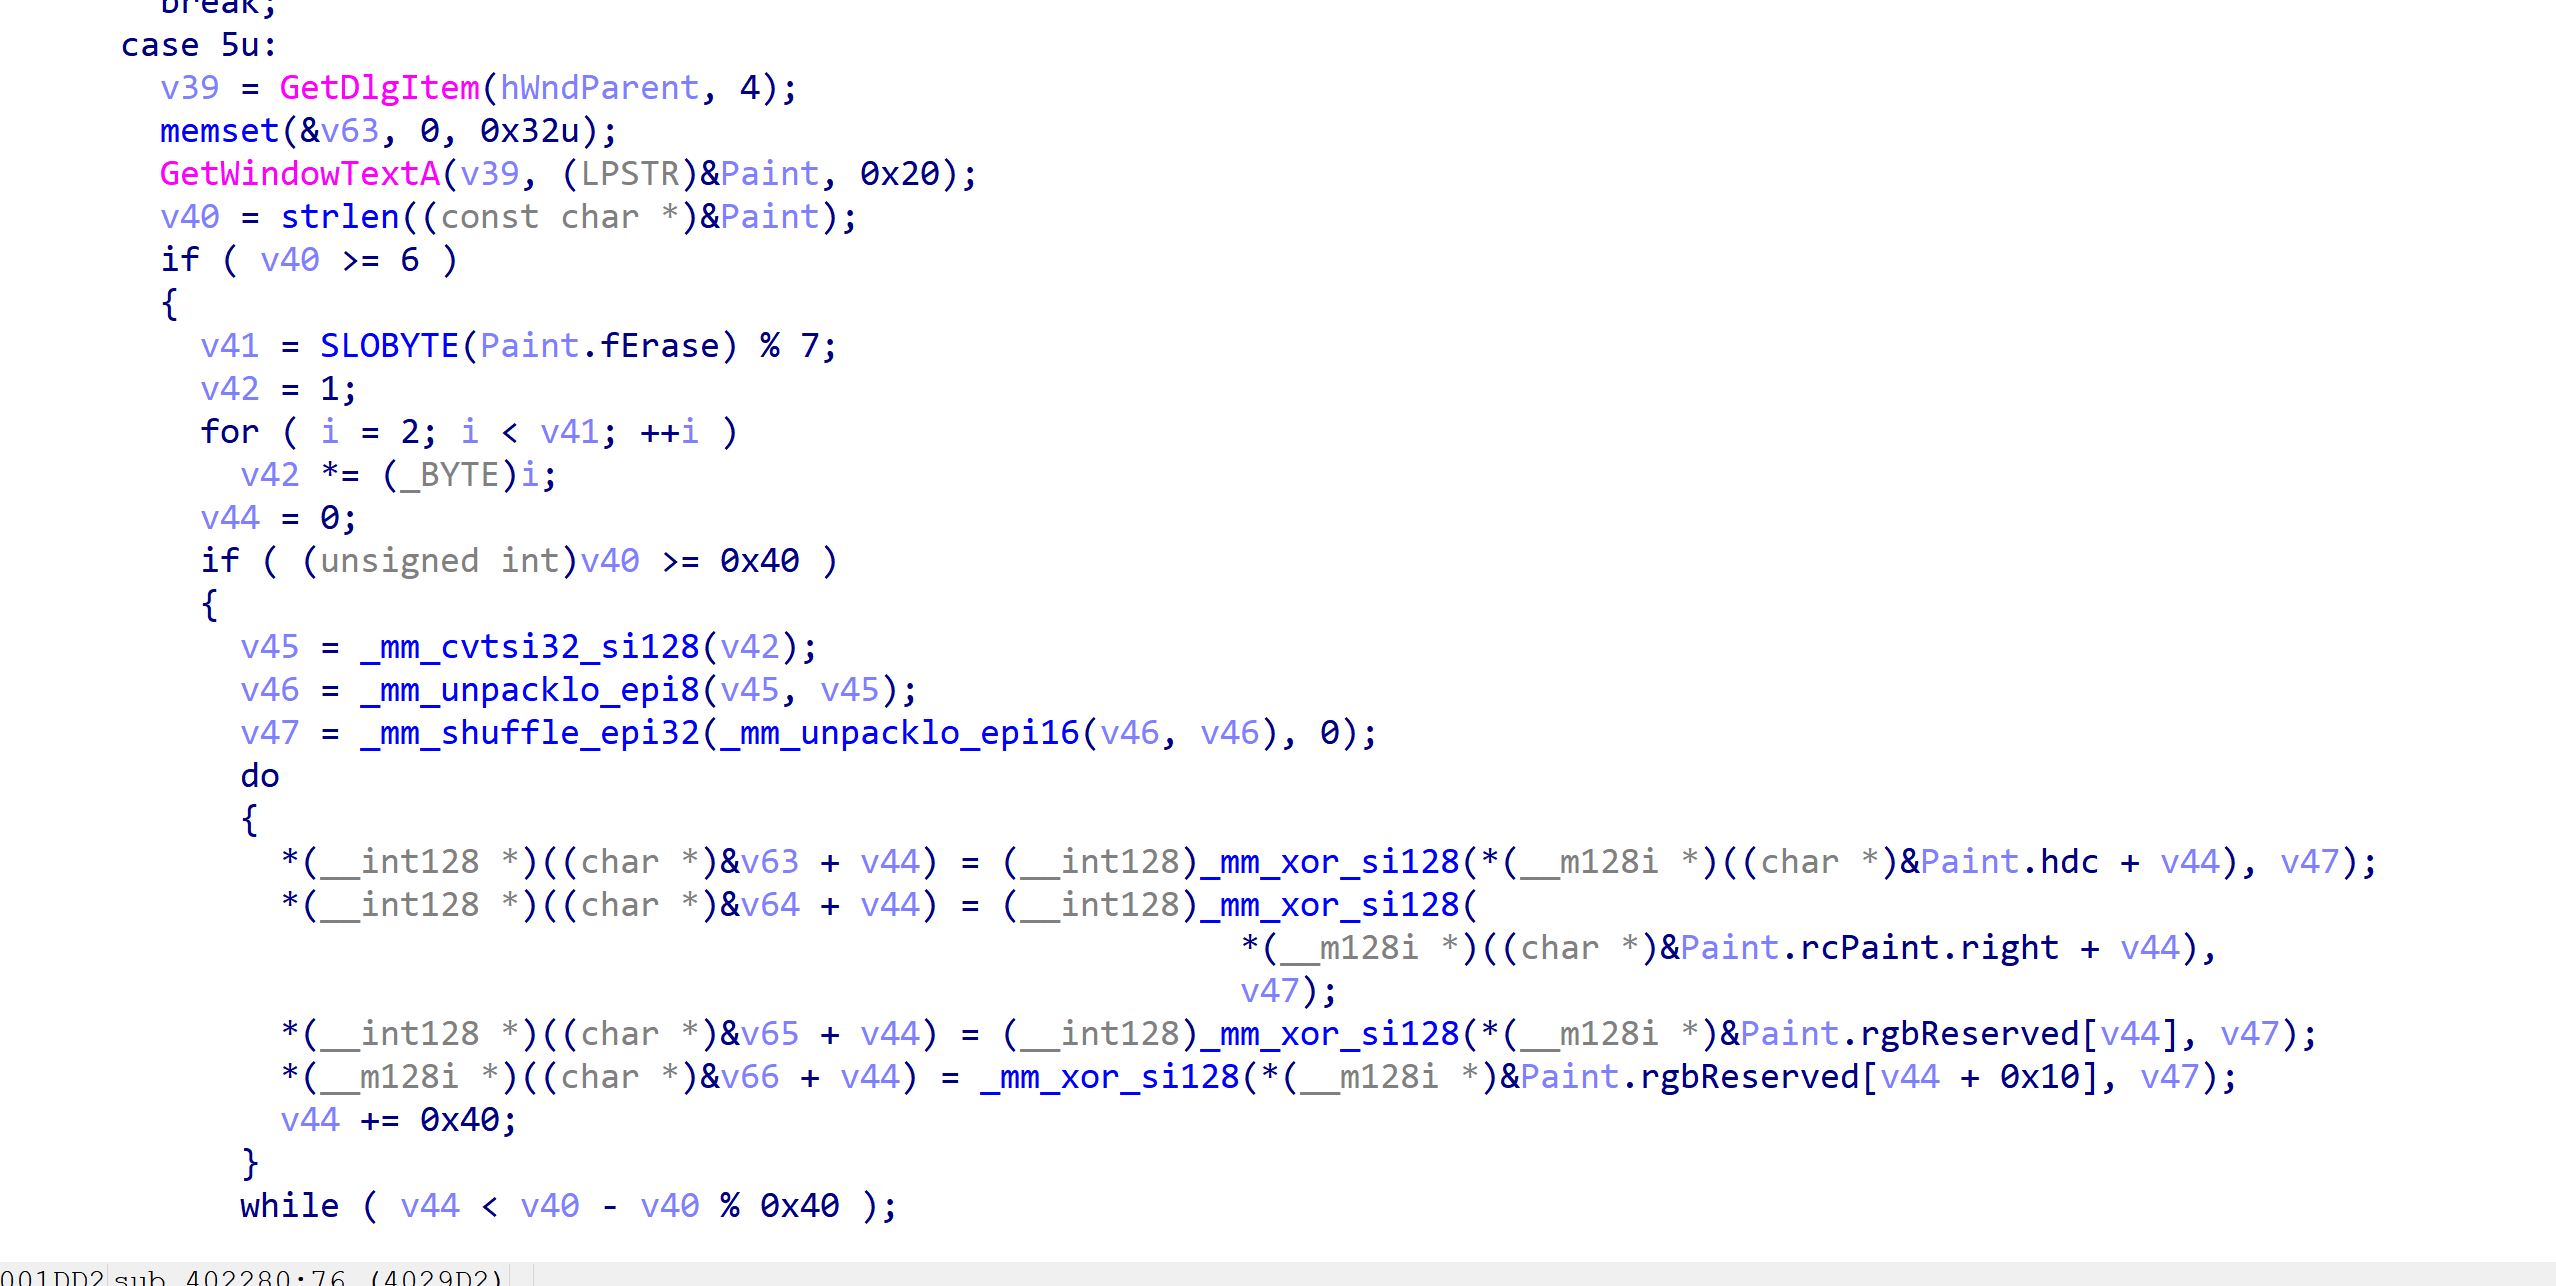 break;
case 5u:
v39 = GetDlgItem(hWndParent, 4);
memset(&v63, 0, 0x32u);
GetWindowTextA(v39, (LPSTR)&Paint, 0x20);
v40 = strlen((const char *)&Paint);
if ( v40 >= 6 )
{
v41 = SLOBYTE(Paint.fErase) % 7;
v42 = 1;
for ( i = 2; i < v41; ++i )
v42 *= (_BYTE)i;
v44 = 0;
if ( (unsigned int)v40 >= 0x40 )
{
v45 = _mm_cvtsi32_si128(v42);
v46 = _mm_unpacklo_epi8(v45, v45);
v47 = _mm_shuffle_epi32(_mm_unpacklo_epi16(v46, v46), 0);
do
{
*(__int128 *)((char *)&v63 + v44) = (__int128)_mm_xor_si128(*(__m128i *)((char *)&Paint.hdc + v44), v47);
*(__int128 *)((char *)&v64 + v44) = (__int128)_mm_xor_si128(
*(__m128i *)((char *)&Paint.rcPaint.right + v44),
v47);
*(__int128 *)((char *)&v65 + v44) = (__int128)_mm_xor_si128(*(__m128i *)&Paint.rgbReserved[v44], v47);
*(__m128i *)((char *)&v66 + v44) = _mm_xor_si128(*(__m128i *)&Paint.rgbReserved[v44 + 0x10], v47);
v44 += 0x40;
}
while ( v44 < v40 - v40 % 0x40 );
001DD2 sub_402280:76 (4029D2)